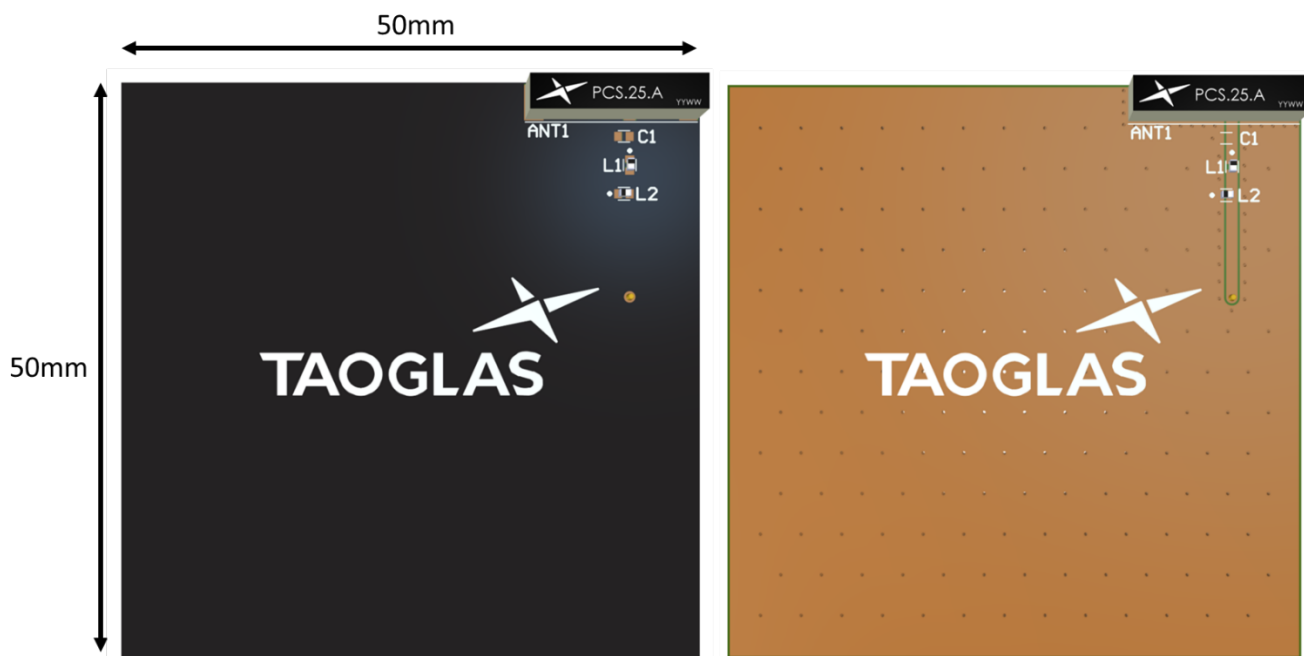 50mm
50mm
PCS.25.A
YYWW
ANT1
C1
L1
L2
TAOGLAS
PCS.25.A
YYWW
ANT1
C1
L1
L2
TAOGLAS